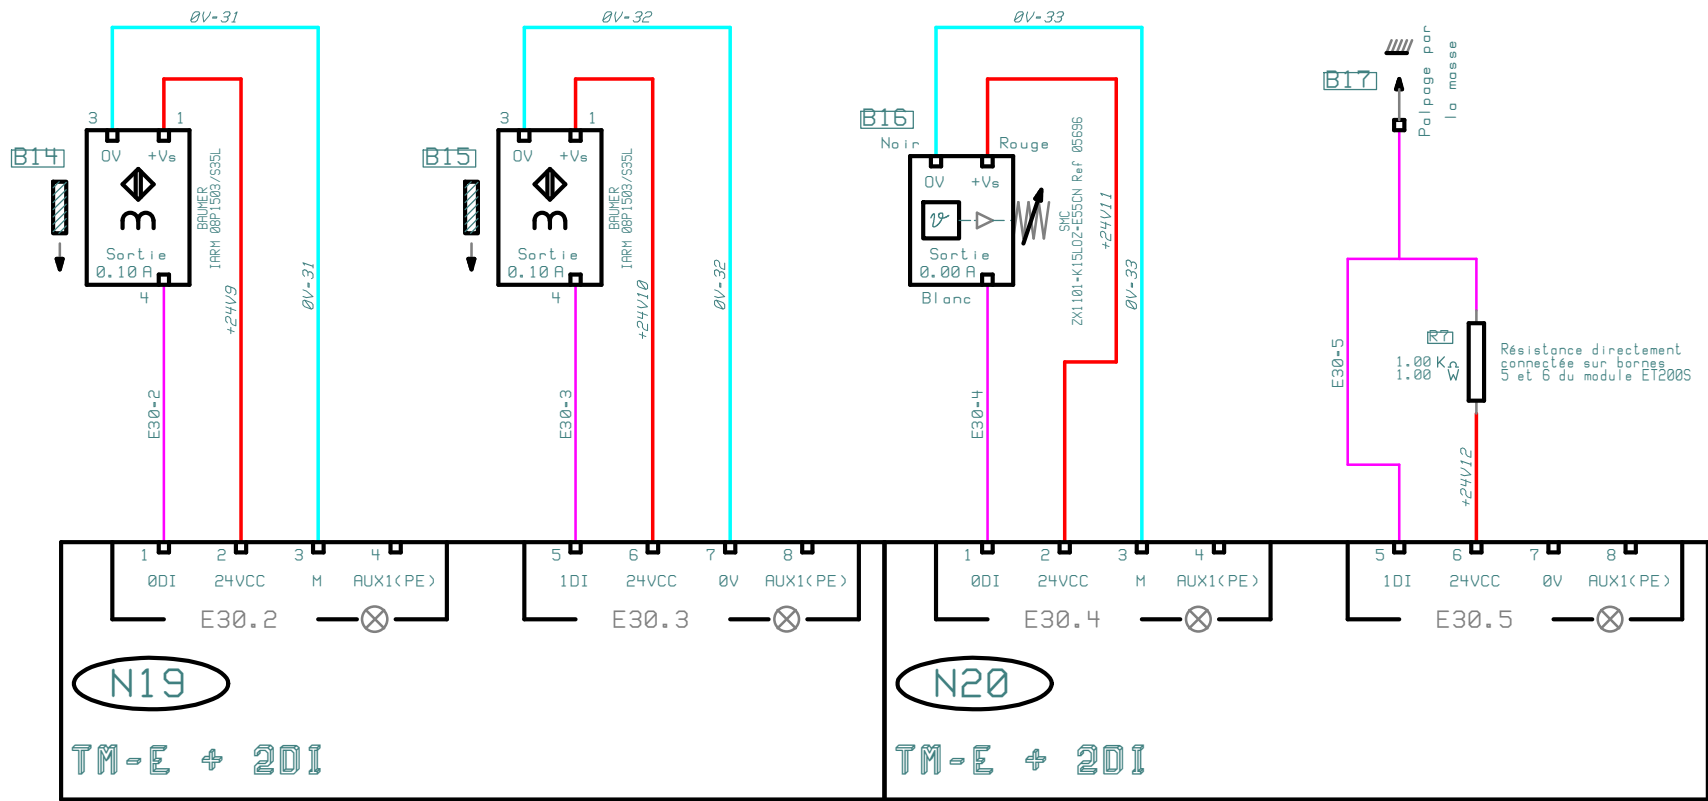 0V-31
0V-32
0V-33
Palpage par
la masse
B17
3
1
3
1
B16
Noir
Rouge
B14
0V
+Vs
BAUMER
IARM 08P1503/S35L
B15
0V
+Vs
BAUMER
IARM 08P1503/S35L
0V
+Vs
SMC
ZX1101-K15LOZ-E55CN Ref 05696
+24V11
Sortie
0.10 A
4
Sortie
0.10 A
4
Sortie
0.00 A
Blanc
+24V9
0V-31
+24V10
0V-32
0V-33
E30-2
E30-3
E30-4
E30-5
R7
1.00 KΩ
1.00 W
Résistance directement
connectée sur bornes
5 et 6 du module ET200S
+24V12
1 2 3 4 5 6 7 8
0DI 24VCC M AUX1(PE) 1DI 24VCC 0V AUX1(PE)
E30.2 E30.3
N19
TM-E + 2DI
1 2 3 4 5 6 7 8
0DI 24VCC M AUX1(PE) 1DI 24VCC 0V AUX1(PE)
E30.4 E30.5
N20
TM-E + 2DI